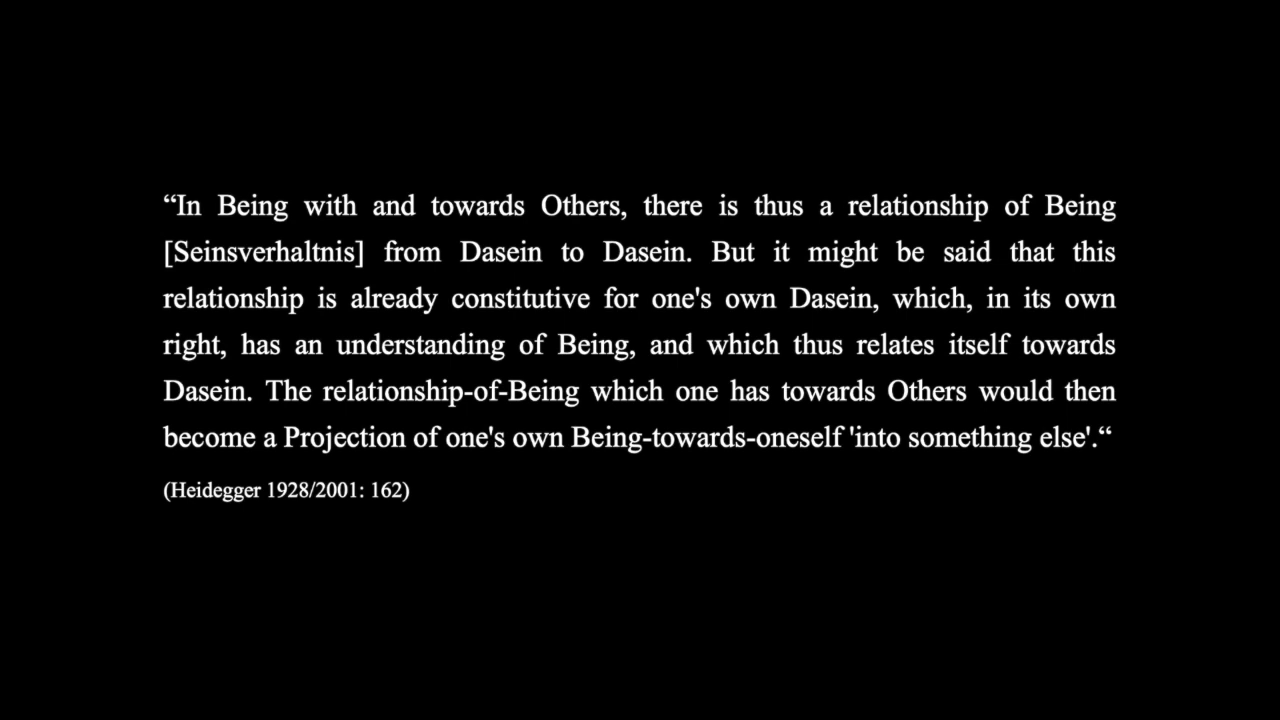 “In Being with and towards Others, there is thus a relationship of Being
[Seinsverhaltnis] from Dasein to Dasein. But it might be said that this
relationship is already constitutive for one's own Dasein, which, in its own
right, has an understanding of Being, and which thus relates itself towards
Dasein. The relationship-of-Being which one has towards Others would then
become a Projection of one's own Being-towards-oneself 'into something else'.“
(Heidegger 1928/2001: 162)